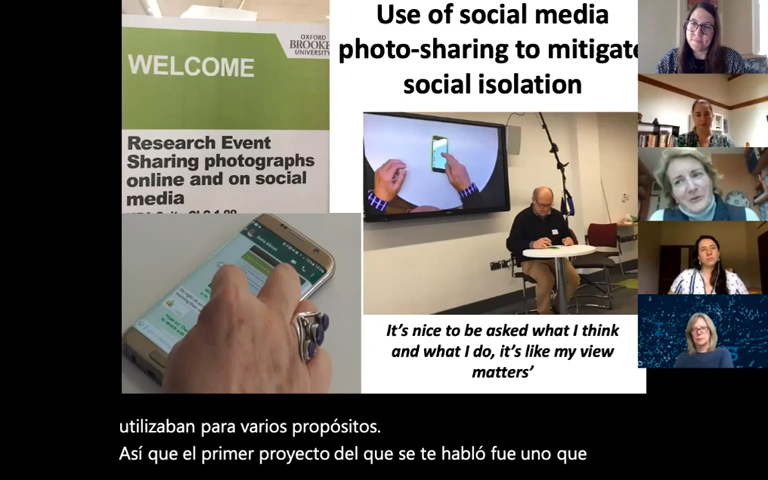 OXFORD
BROOKES
UNIVERSITY
WELCOME
Research Event
Sharing photographs
online and on social
media
Use of social media
photo-sharing to mitigate
social isolation
It's nice to be asked what I think
and what I do, it's like my view
matters'
utilizaban para varios propósitos.
Así que el primer proyecto del que se te habló fue uno que